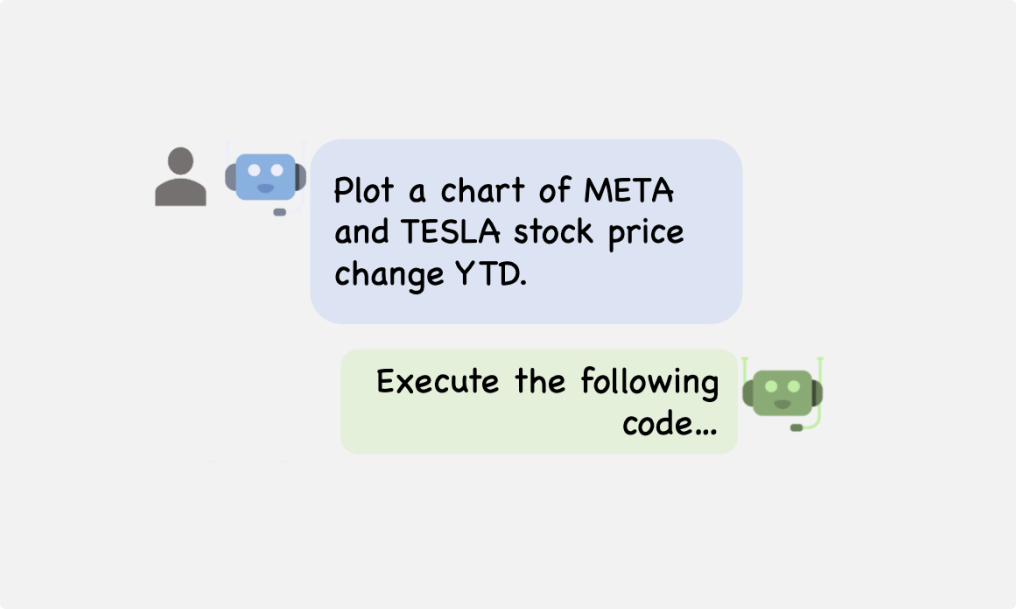 Plot a chart of META
and TESLA stock price
change YTD.
Execute the following
code...